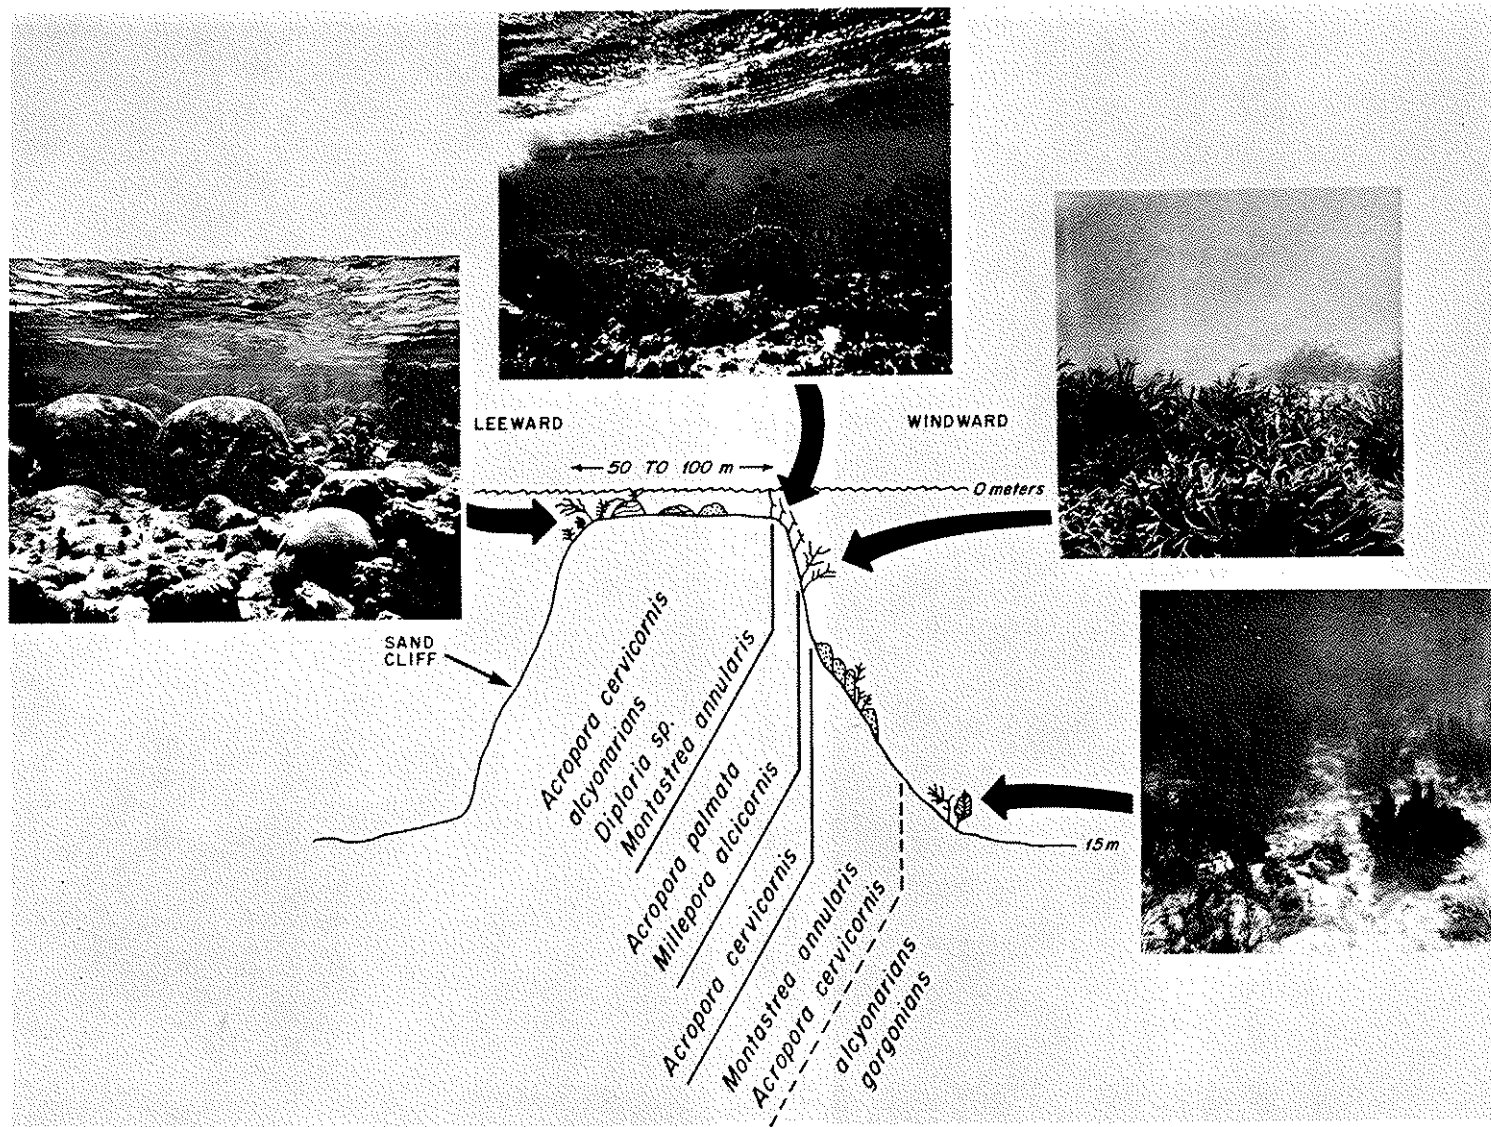 LEEWARD
WINDWARD
50 TO 100 m
0 meters
SAND
CLIFF
Acropora cervicornis
alcyonarians
Diploria sp.
Montastrea annularis
Acropora palmata
Millepora alcicornis
Acropora cervicornis
Montastrea annularis
Acropora cervicornis
alcyonarians
gorgonians
15 m